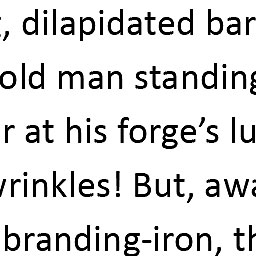 , dilapidated bar
old man standing
r at his forge’s lu
wrinkles! But, awa
branding-iron, th